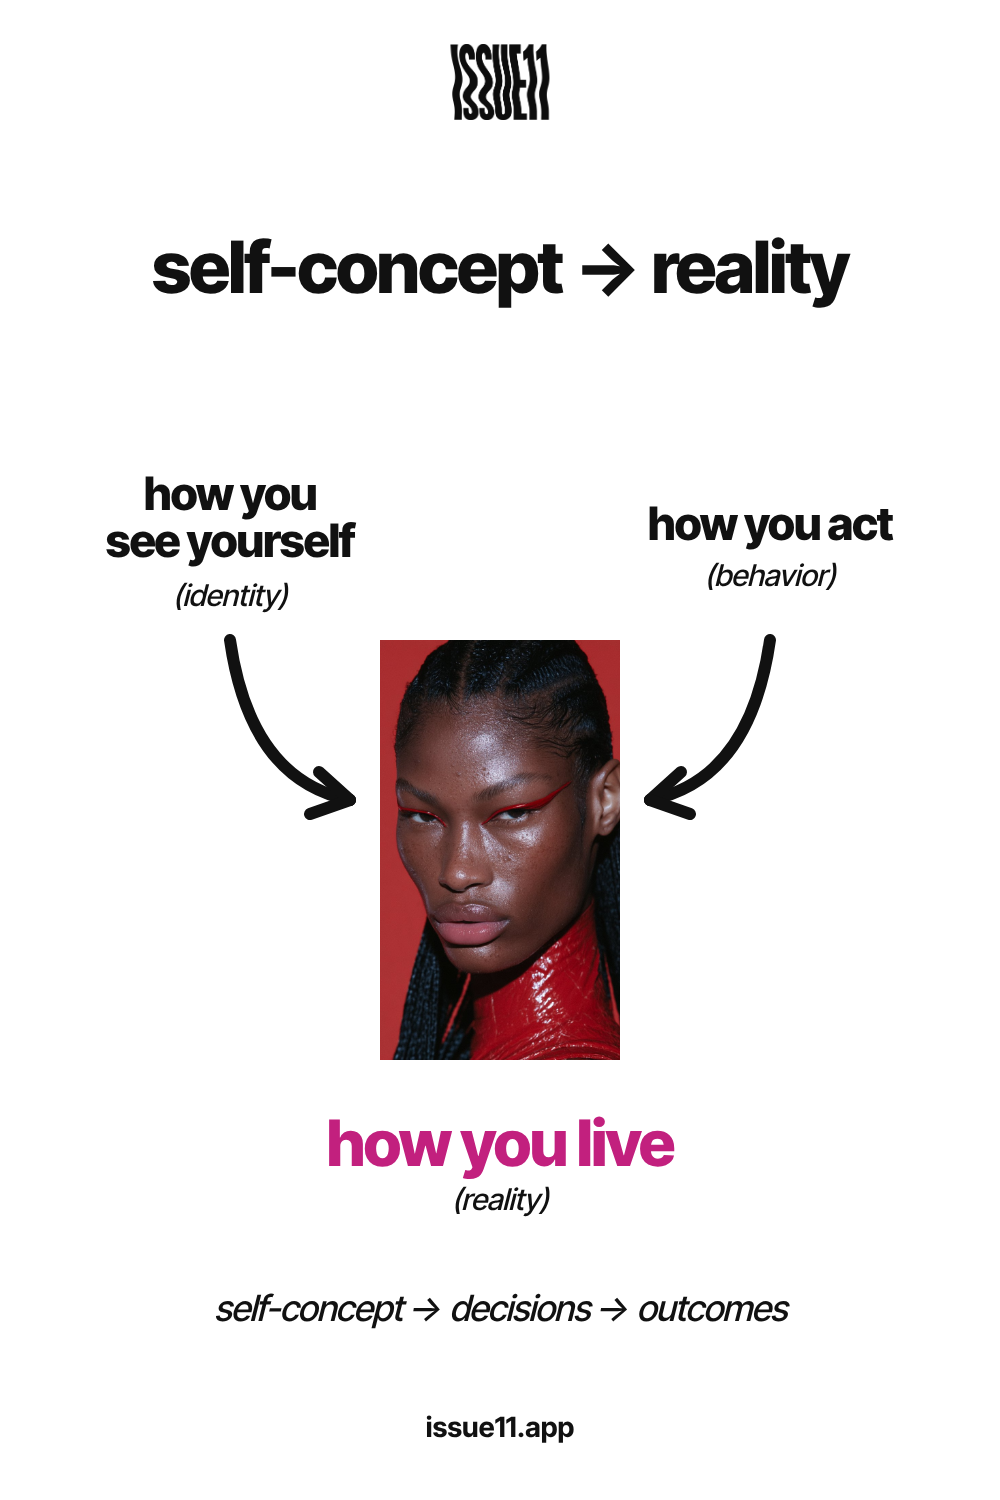 ISSUE11
self-concept → reality
how you
see yourself
(identity)
how you act
(behavior)
how you live
(reality)
self-concept → decisions → outcomes
issue11.app